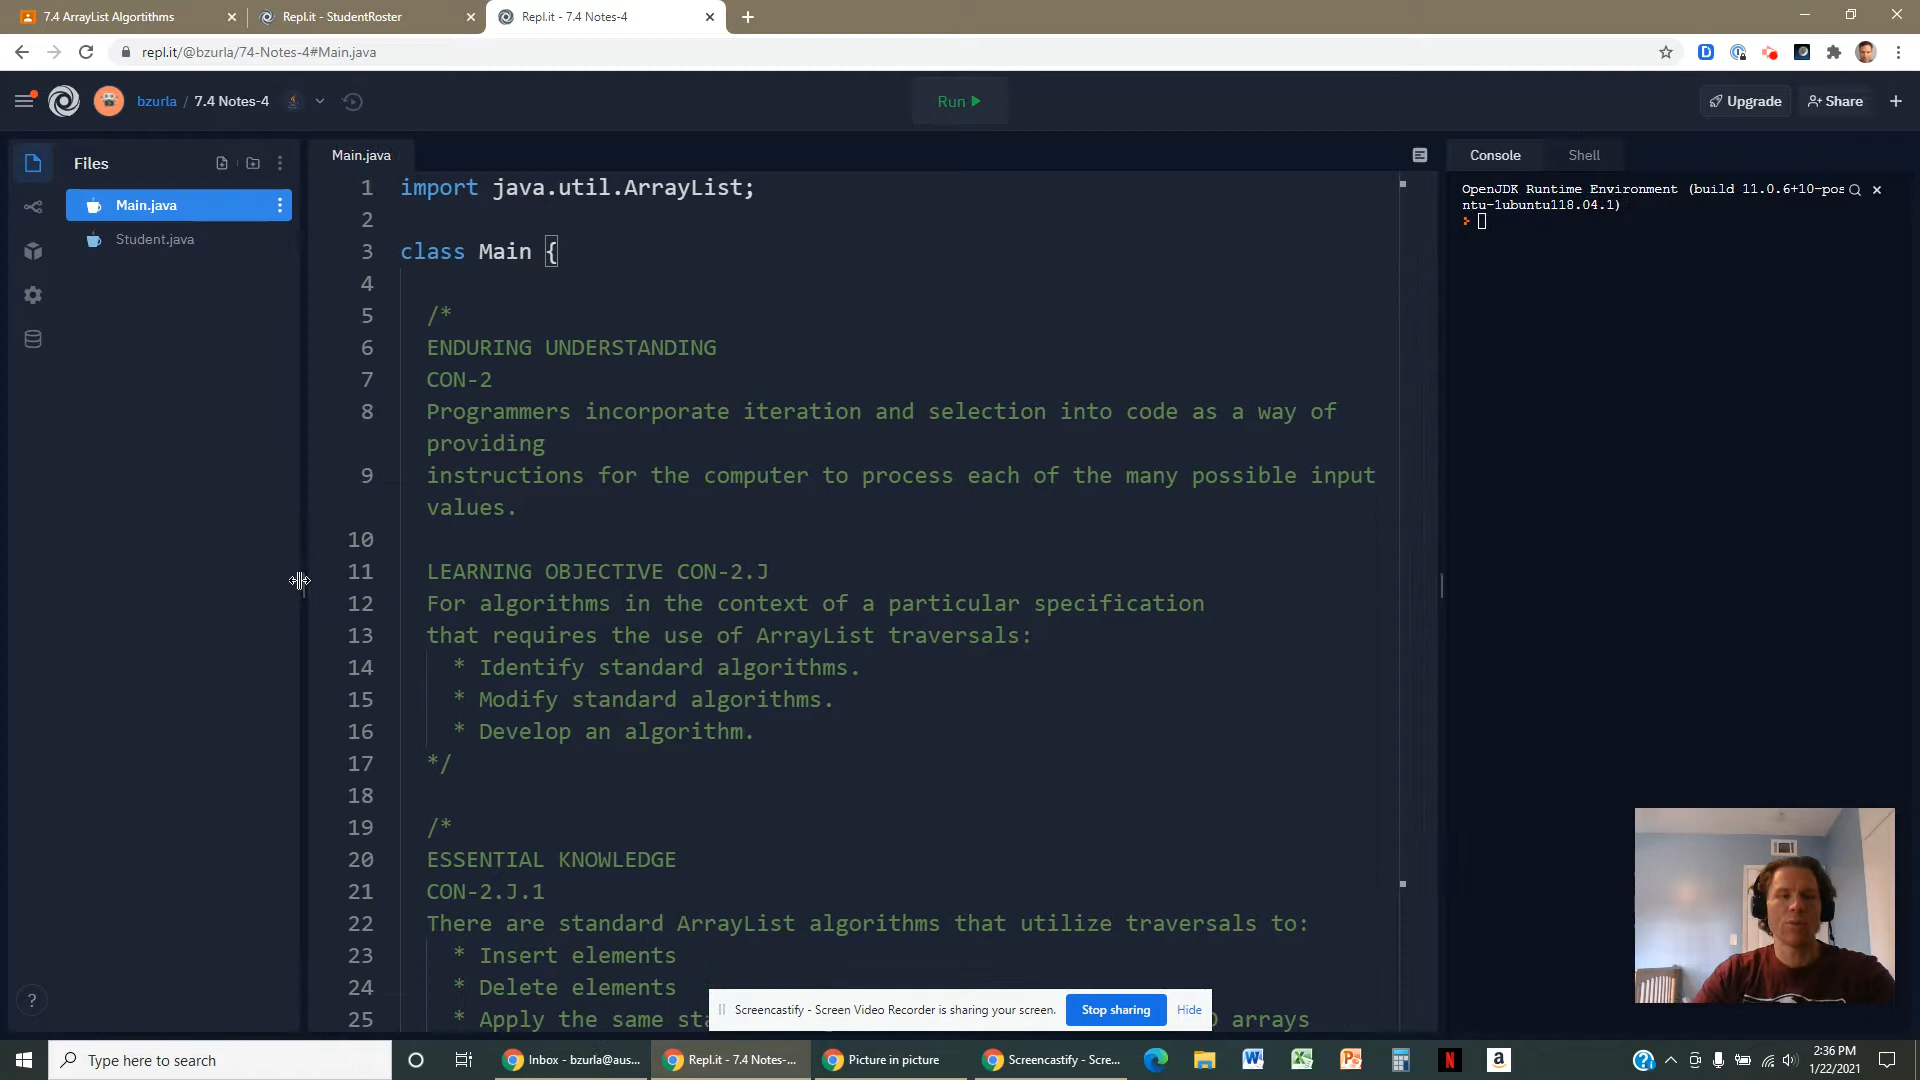 7.4 ArrayList Algortithms
Repl.it - StudentRoster
Repl.it - 7.4 Notes-4
repl.it/@bzurla/74-Notes-4#Main.java
bzurla / 7.4 Notes-4
Run
Upgrade
Share
Files
Main.java
Student.java
Main.java
1 import java.util.ArrayList;
2
3 class Main {
4
5 /*
6 ENDURING UNDERSTANDING
7 CON-2
8 Programmers incorporate iteration and selection into code as a way of
providing
9 instructions for the computer to process each of the many possible input
values.
10
11 LEARNING OBJECTIVE CON-2.J
12 For algorithms in the context of a particular specification
13 that requires the use of ArrayList traversals:
14 * Identify standard algorithms.
15 * Modify standard algorithms.
16 * Develop an algorithm.
17 */
18
19 /*
20 ESSENTIAL KNOWLEDGE
21 CON-2.J.1
22 There are standard ArrayList algorithms that utilize traversals to:
23 * Insert elements
24 * Delete elements
25 * Apply the same arrays
Console
Shell
OpenJDK Runtime Environment (build 11.0.6+10-pos
ntu-1ubuntu118.04.1)
Screencastify - Screen Video Recorder is sharing your screen.
Stop sharing
Hide
?
Type here to search
Inbox - bzurla@aus...
Repl.it - 7.4 Notes-...
Picture in picture
Screencastify - Scre...
2:36 PM
1/22/2021